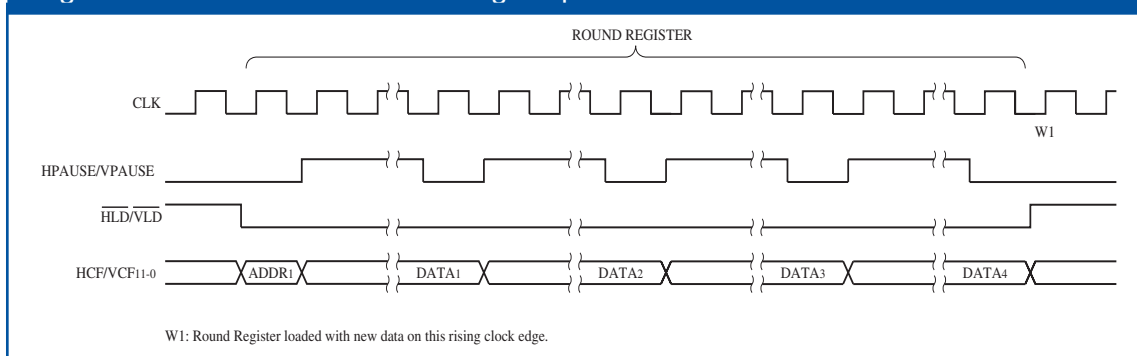 ROUND REGISTER
CLK
W1
HPAUSE/VPAUSE
HLD/VLD
HCF/VCF11-0
ADDR1
DATA1
DATA2
DATA3
DATA4
W1: Round Register loaded with new data on this rising clock edge.